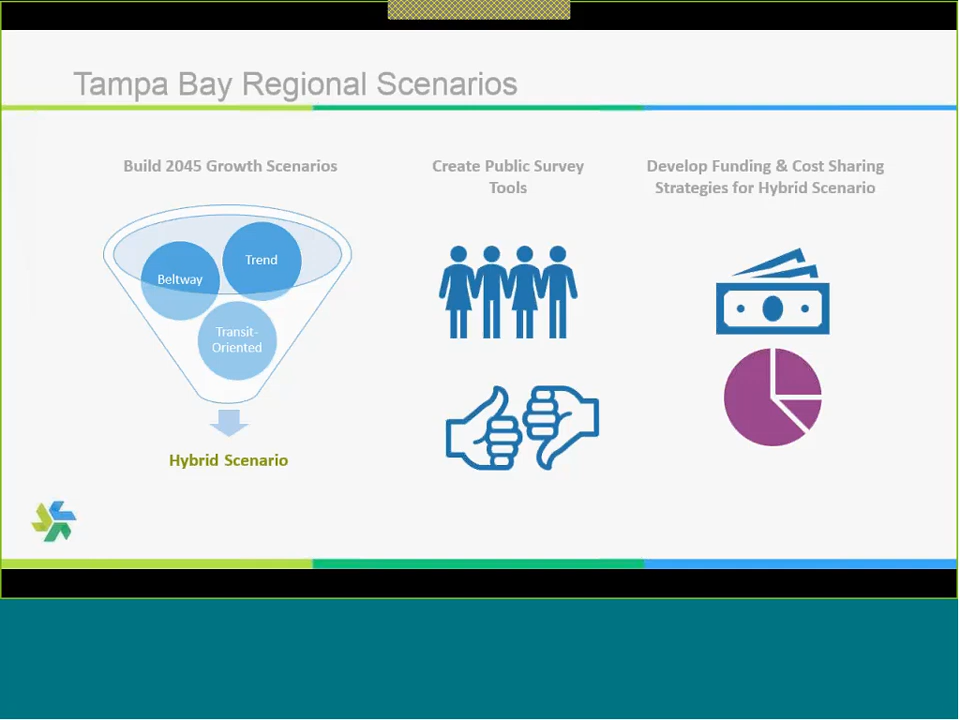 Tampa Bay Regional Scenarios
Build 2045 Growth Scenarios
Beltway
Trend
Transit-
Oriented
Hybrid Scenario
Create Public Survey
Tools
Develop Funding & Cost Sharing
Strategies for Hybrid Scenario